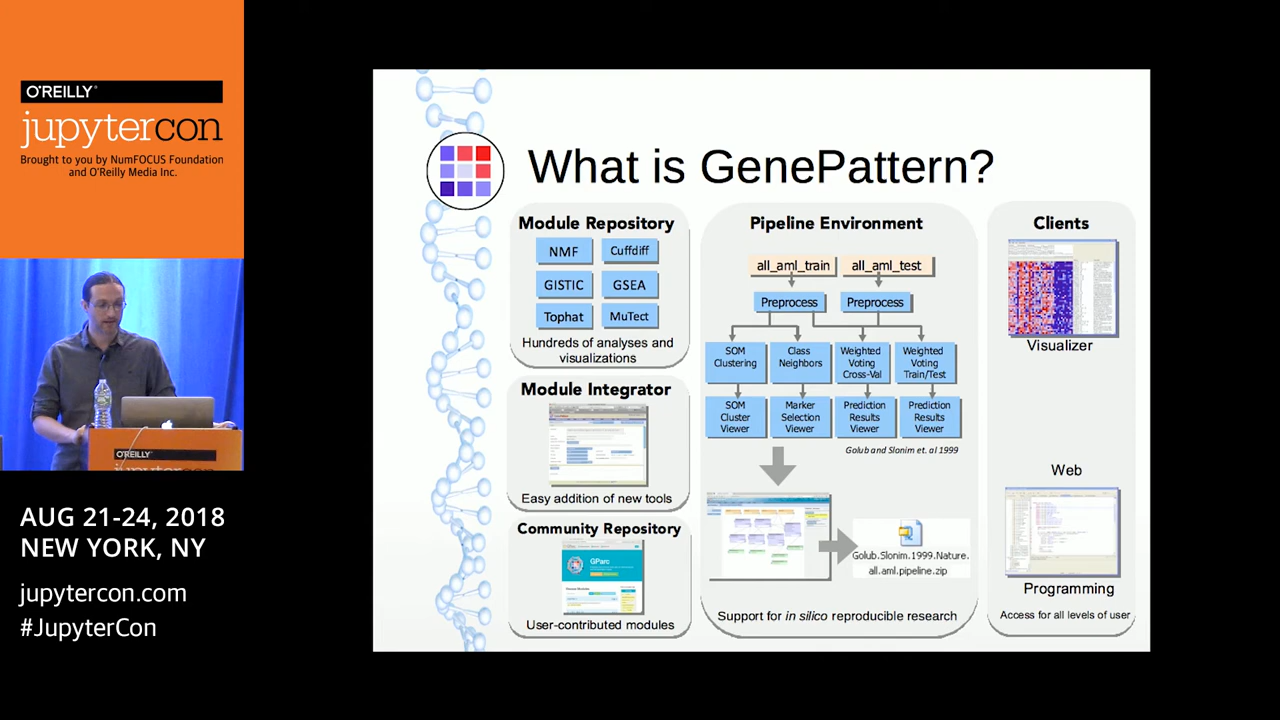 O'REILLY®
jupytercon
Brought to you by NumFOCUS Foundation
and O'Reilly Media Inc.
O'REILLY
jupytercon
AUG 21-24, 2018
NEW YORK, NY
jupytercon.com
#JupyterCon
What is GenePattern?
Module Repository
NMF
Cuffdiff
GISTIC
GSEA
Tophat
MuTect
Hundreds of analyses and
visualizations
Module Integrator
Easy addition of new tools
Community Repository
GParc
User-contributed modules
Pipeline Environment
all_aml_train
all_aml_test
Preprocess
Preprocess
SOM
Clustering
Class
Neighbors
Weighted
Voting
Cross-Val
Weighted
Voting
Train/Test
SOM
Cluster
Viewer
Marker
Selection
Viewer
Prediction
Results
Viewer
Prediction
Results
Viewer
Golub and Slonim et. al 1999
Golub.Slonim.1999.Nature.
all.aml.pipeline.zip
Support for in silico reproducible research
Clients
Visualizer
Web
Programming
Access for all levels of user